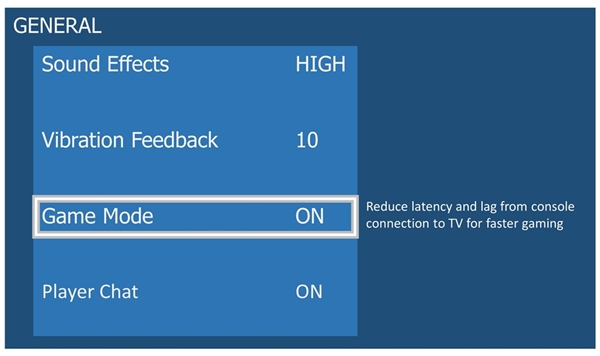 GENERAL
Sound Effects HIGH
Vibration Feedback 10
Game Mode ON
Reduce latency and lag from console
connection to TV for faster gaming
Player Chat ON